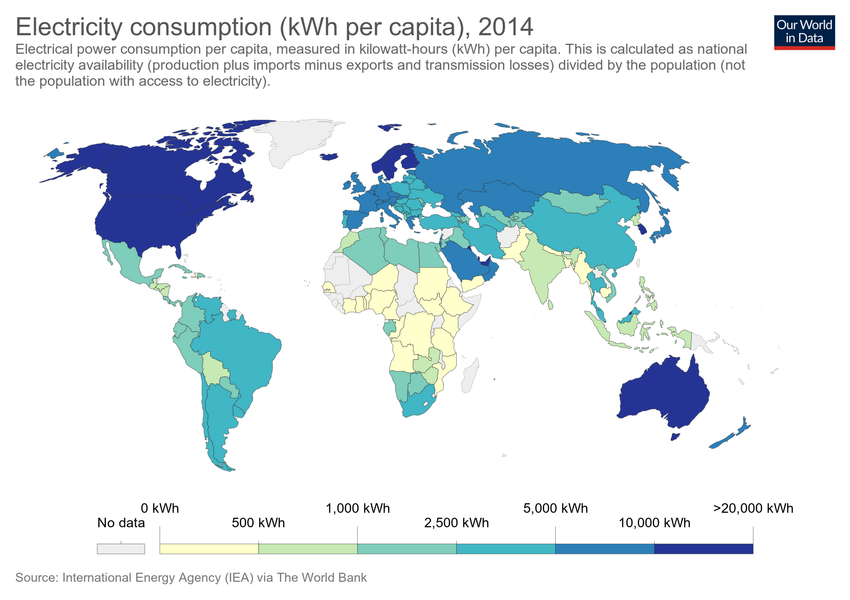 Electricity consumption (kWh per capita), 2014
Our World
in Data
Electrical power consumption per capita, measured in kilowatt-hours (kWh) per capita. This is calculated as national
electricity availability (production plus imports minus exports and transmission losses) divided by the population (not
the population with access to electricity).
0 kWh
1,000 kWh
5,000 kWh
>20,000 kWh
No data
500 kWh
2,500 kWh
10,000 kWh
Source: International Energy Agency (IEA) via The World Bank